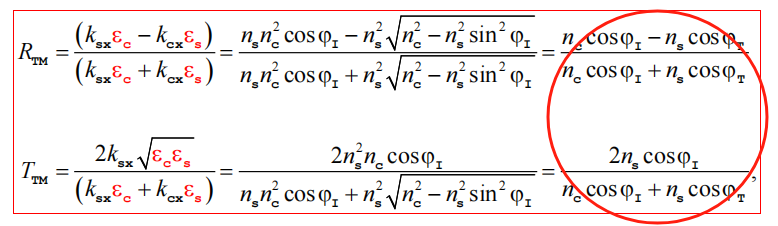 R_TM = (k_sx ε_c − k_cx ε_s) / (k_sx ε_c + k_cx ε_s) = (n_s n_c² cos φ_I − n_s² √(n_c² − n_s² sin² φ_I)) / (n_s n_c² cos φ_I + n_s² √(n_c² − n_s² sin² φ_I)) = (n_c cos φ_I − n_s cos φ_T) / (n_c cos φ_I + n_s cos φ_T)
T_TM = 2k_sx √(ε_c ε_s) / (k_sx ε_c + k_cx ε_s) = 2n_s² n_c cos φ_I / (n_s n_c² cos φ_I + n_s² √(n_c² − n_s² sin² φ_I)) = 2n_s cos φ_I / (n_c cos φ_I + n_s cos φ_T),